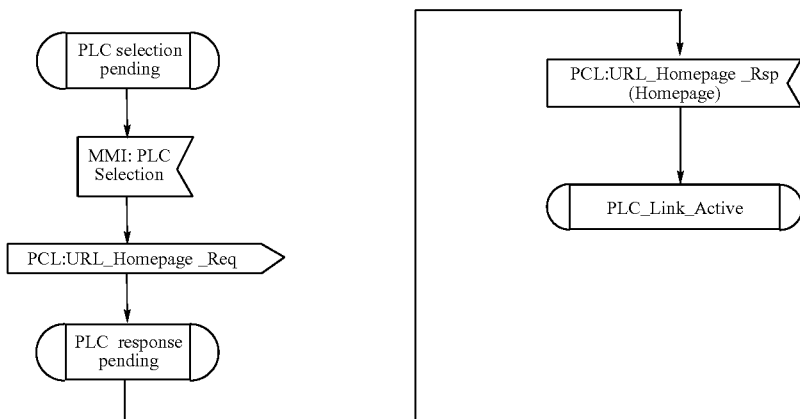 PLC selection
pending
MMI: PLC
Selection
PCL:URL_Homepage _Req
PLC response
pending
PCL:URL_Homepage _Rsp
(Homepage)
PLC_Link_Active